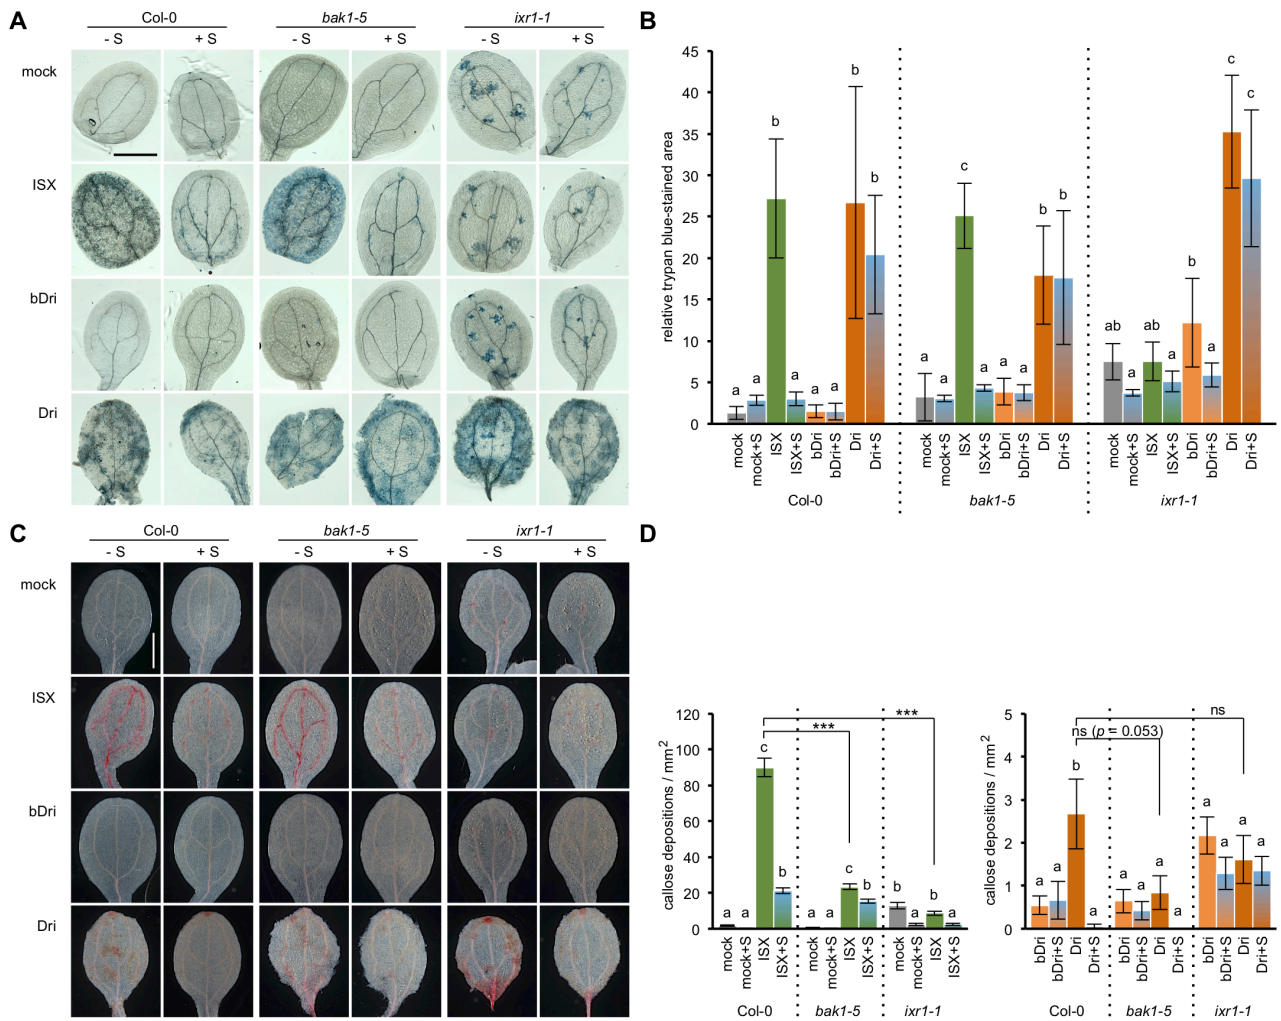 A
Col-0 bak1-5 ixr1-1
- S + S - S + S - S + S
mock
ISX
bDri
Dri
B
relative trypan blue-stained area
45
40
35
30
25
20
15
10
5
0
a a b a a a b b
a a c a a a b b
ab a ab a b a c c
mock mock+S ISX ISX+S bDri bDri+S Dri Dri+S
mock mock+S ISX ISX+S bDri bDri+S Dri Dri+S
mock mock+S ISX ISX+S bDri bDri+S Dri Dri+S
Col-0 bak1-5 ixr1-1
C
Col-0 bak1-5 ixr1-1
- S + S - S + S - S + S
mock
ISX
bDri
Dri
D
callose depositions / mm2
120
100
80
60
40
20
0
***
***
a a c b
a a c b
b a b a
mock mock+S ISX ISX+S
mock mock+S ISX ISX+S
mock mock+S ISX ISX+S
Col-0 bak1-5 ixr1-1
callose depositions / mm2
5
4
3
2
1
0
ns
ns (p = 0.053)
a a b a
a a a a
a a a a
bDri bDri+S Dri Dri+S
bDri bDri+S Dri Dri+S
bDri bDri+S Dri Dri+S
Col-0 bak1-5 ixr1-1